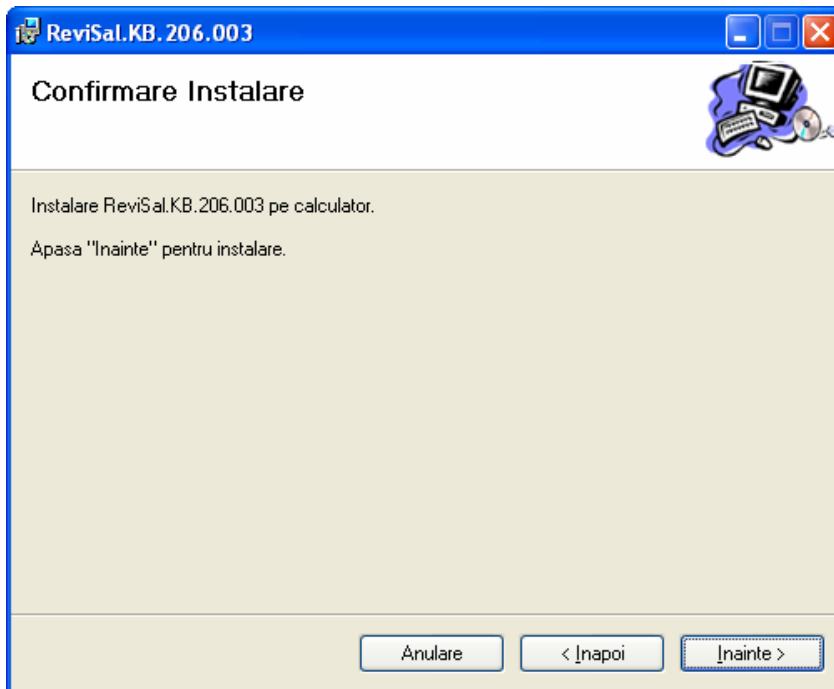 ReviSal.KB.206.003
Confirmare Instalare
Instalare ReviSal.KB.206.003 pe calculator.
Apasa "Inainte" pentru instalare.
Anulare
< Inapoi
Inainte >